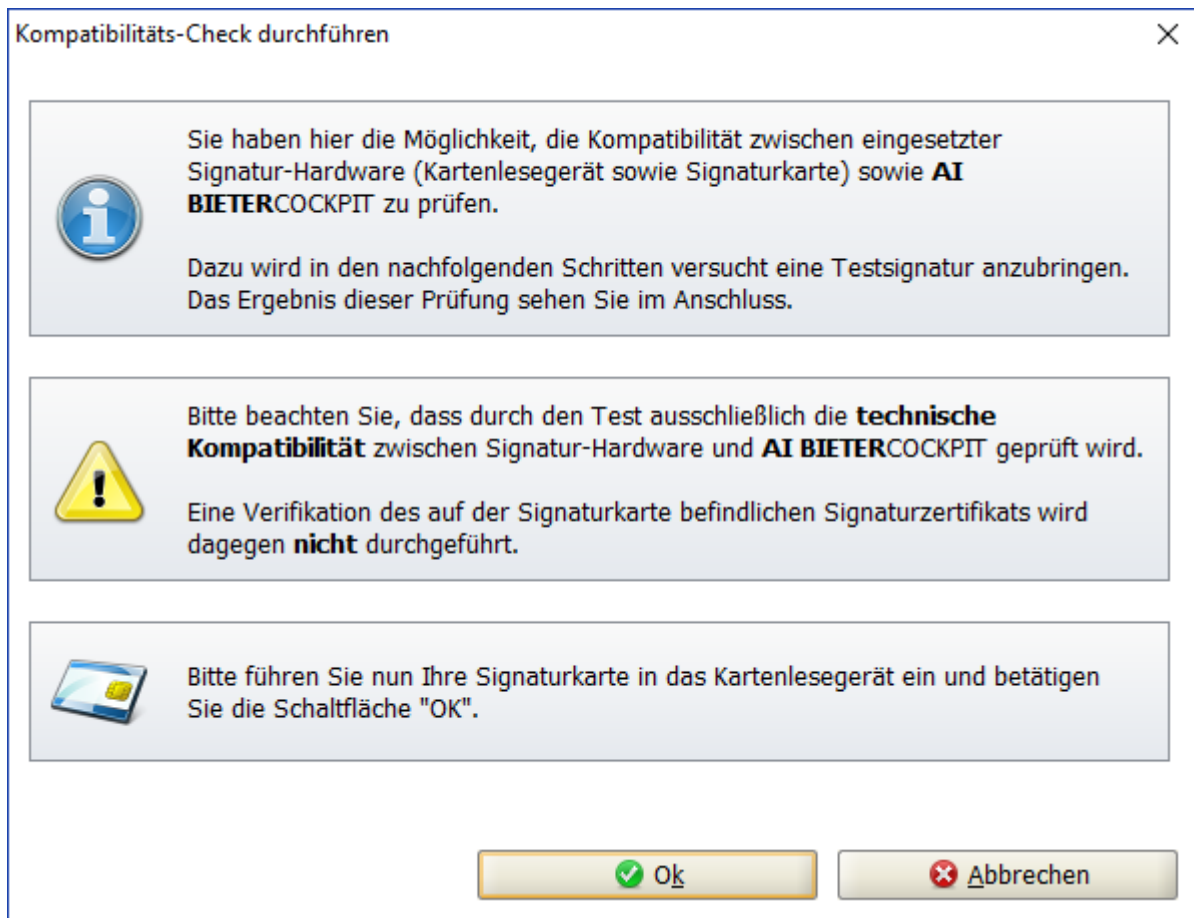 Kompatibilitäts-Check durchführen
Sie haben hier die Möglichkeit, die Kompatibilität zwischen eingesetzter
Signatur-Hardware (Kartenlesegerät sowie Signaturkarte) sowie AI
BIETERCOCKPIT zu prüfen.
Dazu wird in den nachfolgenden Schritten versucht eine Testsignatur anzubringen.
Das Ergebnis dieser Prüfung sehen Sie im Anschluss.
Bitte beachten Sie, dass durch den Test ausschließlich die technische
Kompatibilität zwischen Signatur-Hardware und AI BIETERCOCKPIT geprüft wird.
Eine Verifikation des auf der Signaturkarte befindlichen Signaturzertifikats wird
dagegen nicht durchgeführt.
Bitte führen Sie nun Ihre Signaturkarte in das Kartenlesegerät ein und betätigen
Sie die Schaltfläche "OK".
Ok
Abbrechen